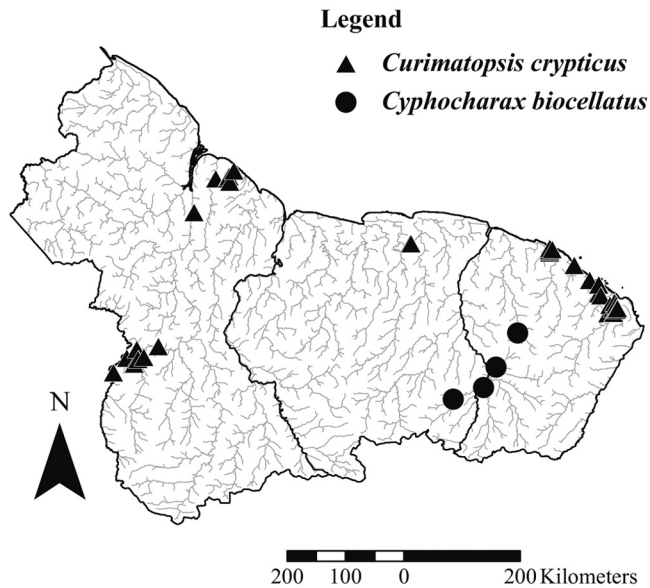 Legend
Curimatopsis crypticus
Cyphocharax biocellatus
N
200 100 0 200 Kilometers